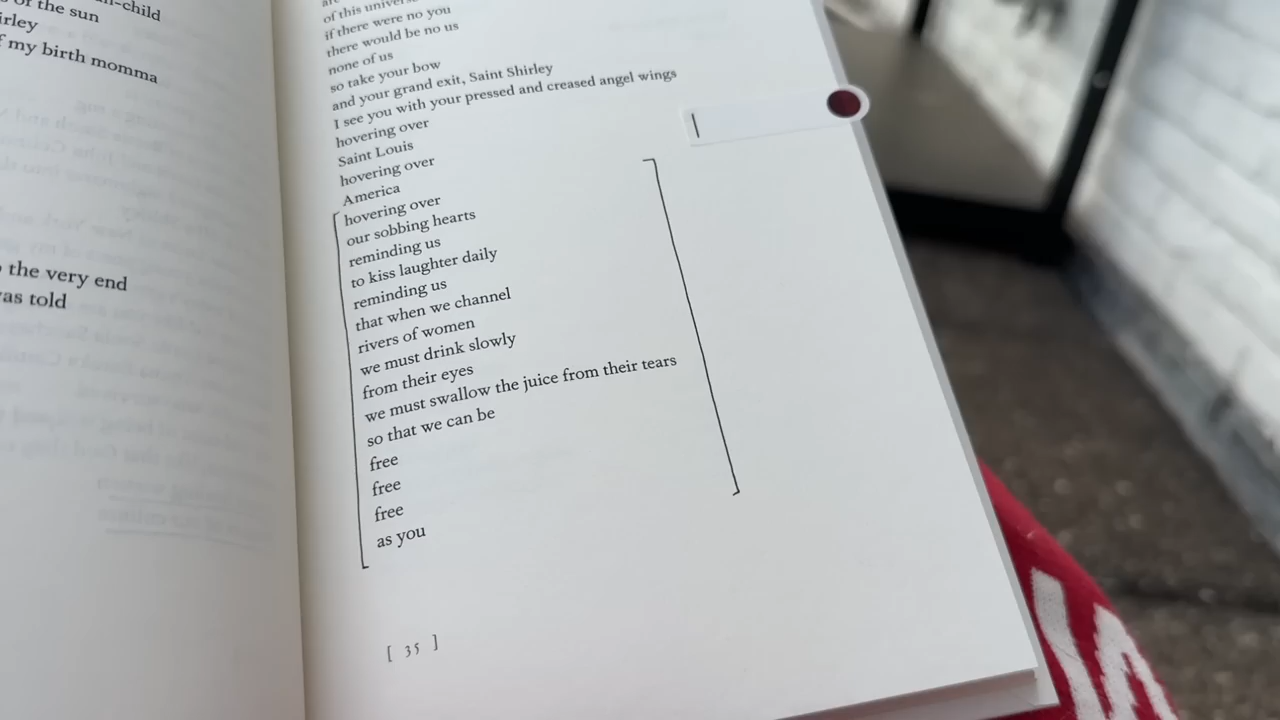 -child
of the sun
irley
f my birth momma
o the very end
was told
of this universe
if there were no you
there would be no us
none of us
so take your bow
and your grand exit, Saint Shirley
I see you with your pressed and creased angel wings
hovering over
Saint Louis
hovering over
America
hovering over
our sobbing hearts
reminding us
to kiss laughter daily
reminding us
that when we channel
rivers of women
we must drink slowly
from their eyes
we must swallow the juice from their tears
so that we can be
free
free
free
as you
[ 35 ]